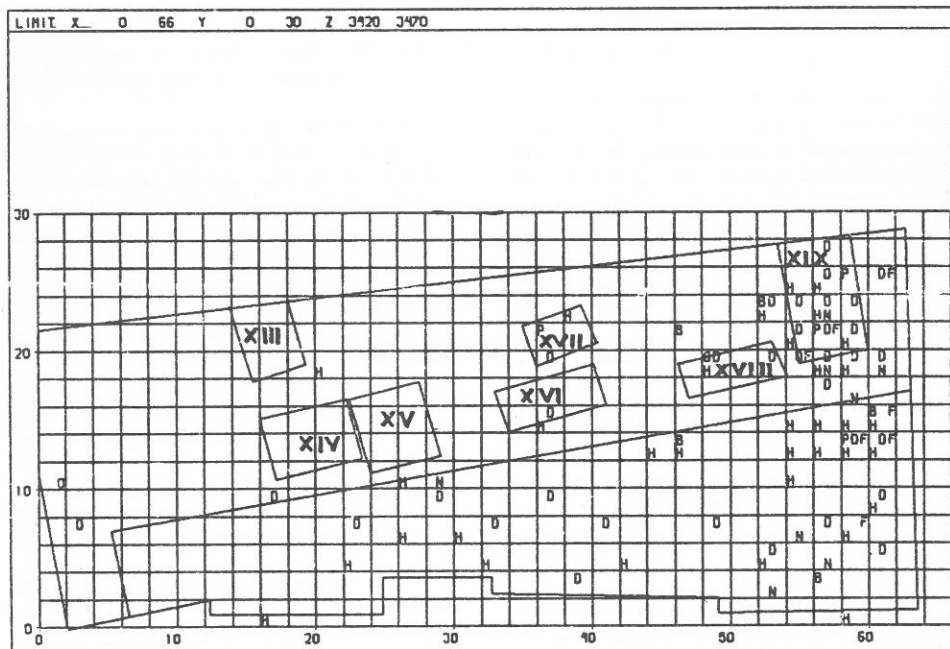 LIMIT X_ 0 66 Y 0 30 Z 3420 3470
30
D
XIX
D P D F
H H
B D D D D
H H H N
P B D P D F D
XIII
XVII H H
20 D B D D D F D D
H H XVIII H N H H
D
XVI N
D B F
XV
H H H H H
B P D F D F
XIV
H H H H H
10 D H N H
D D D D
H
D D D D D D F
H H N H
D D
H H H H N
D B
N
0 H H
0 10 20 30 40 50 60